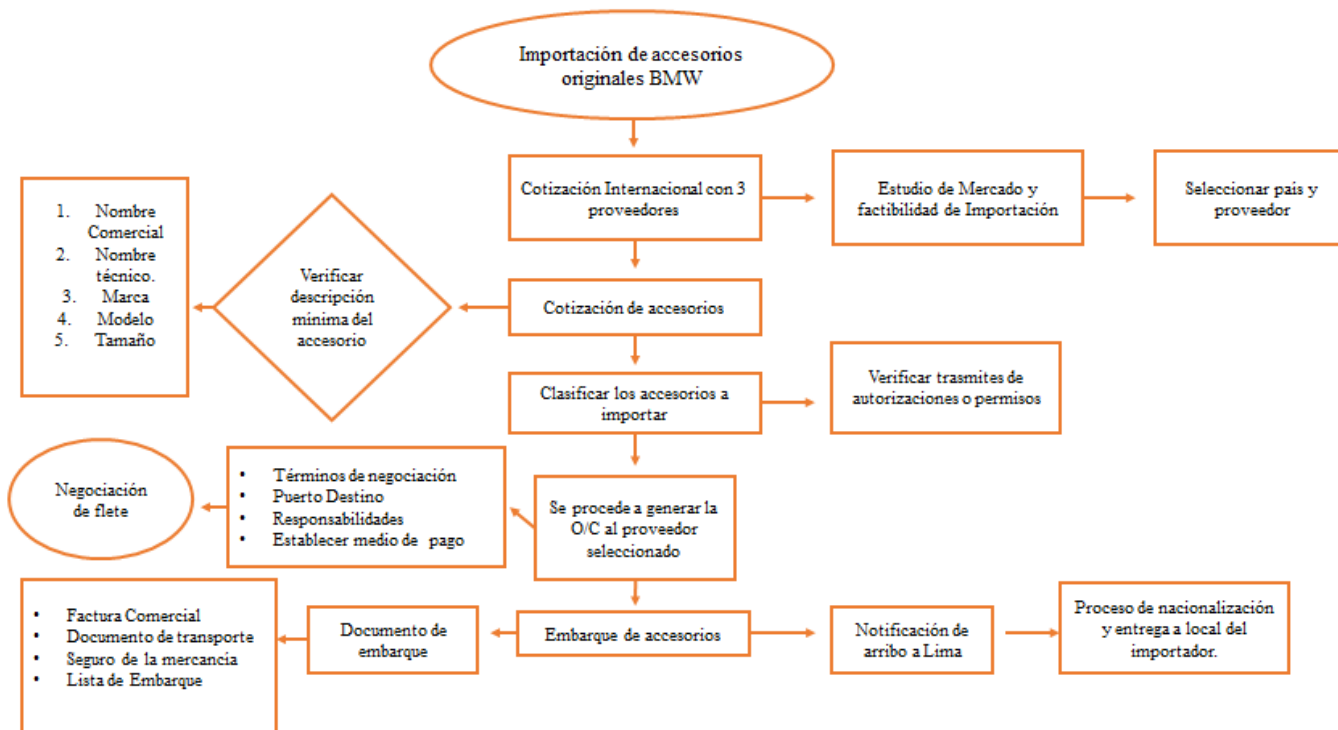 Importación de accesorios
originales BMW
Cotización Internacional con 3
proveedores
Estudio de Mercado y
factibilidad de Importación
Seleccionar pais y
proveedor
1. Nombre
Comercial
2. Nombre
técnico.
3. Marca
4. Modelo
5. Tamaño
Verificar
descripción
mínima del
accesorio
Cotización de accesorios
Clasificar los accesorios a
importar
Verificar trasmites de
autorizaciones o permisos
Negociación
de flete
• Términos de negociación
• Puerto Destino
• Responsabilidades
• Establecer medio de pago
Se procede a generar la
O/C al proveedor
seleccionado
• Factura Comercial
• Documento de transporte
• Seguro de la mercancía
• Lista de Embarque
Documento de
embarque
Embarque de accesorios
Notificación de
arribo a Lima
Proceso de nacionalización
y entrega a local del
importador.